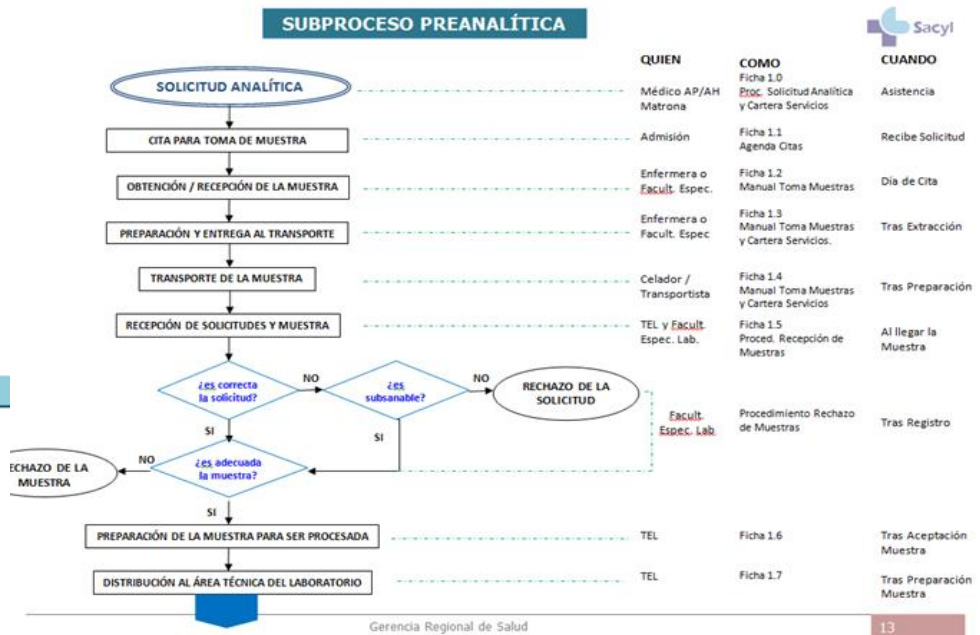 SUBPROCESO PREANALÍTICA
Sacyl
QUIEN
COMO
CUANDO
SOLICITUD ANALÍTICA
Médico AP/AH
Matrona
Ficha 1.0
Proc. Solicitud Analítica
y Cartera Servicios
Asistencia
CITA PARA TOMA DE MUESTRA
Admisión
Ficha 1.1
Agenda Citas
Recibe Solicitud
OBTENCIÓN / RECEPCIÓN DE LA MUESTRA
Enfermera o
Facult. Espec.
Ficha 1.2
Manual Toma Muestras
Día de Cita
PREPARACIÓN Y ENTREGA AL TRANSPORTE
Enfermera o
Facult. Espec
Ficha 1.3
Manual Toma Muestras
y Cartera Servicios.
Tras Extracción
TRANSPORTE DE LA MUESTRA
Celador /
Transportista
Ficha 1.4
Manual Toma Muestras
y Cartera Servicios
Tras Preparación
RECEPCIÓN DE SOLICITUDES Y MUESTRA
TEL y Facult.
Espec. Lab.
Ficha 1.5
Proced. Recepción de
Muestras
Al llegar la
Muestra
¿es correcta
la solicitud?
NO
¿es
subsanable?
NO
RECHAZO DE LA
SOLICITUD
SI
SI
Facult.
Espec. Lab
Procedimiento Rechazo
de Muestras
Tras Registro
¿es adecuada
la muestra?
NO
ECHAZO DE LA
MUESTRA
SI
PREPARACIÓN DE LA MUESTRA PARA SER PROCESADA
TEL
Ficha 1.6
Tras Aceptación
Muestra
DISTRIBUCIÓN AL ÁREA TÉCNICA DEL LABORATORIO
TEL
Ficha 1.7
Tras Preparación
Muestra
Gerencia Regional de Salud
13